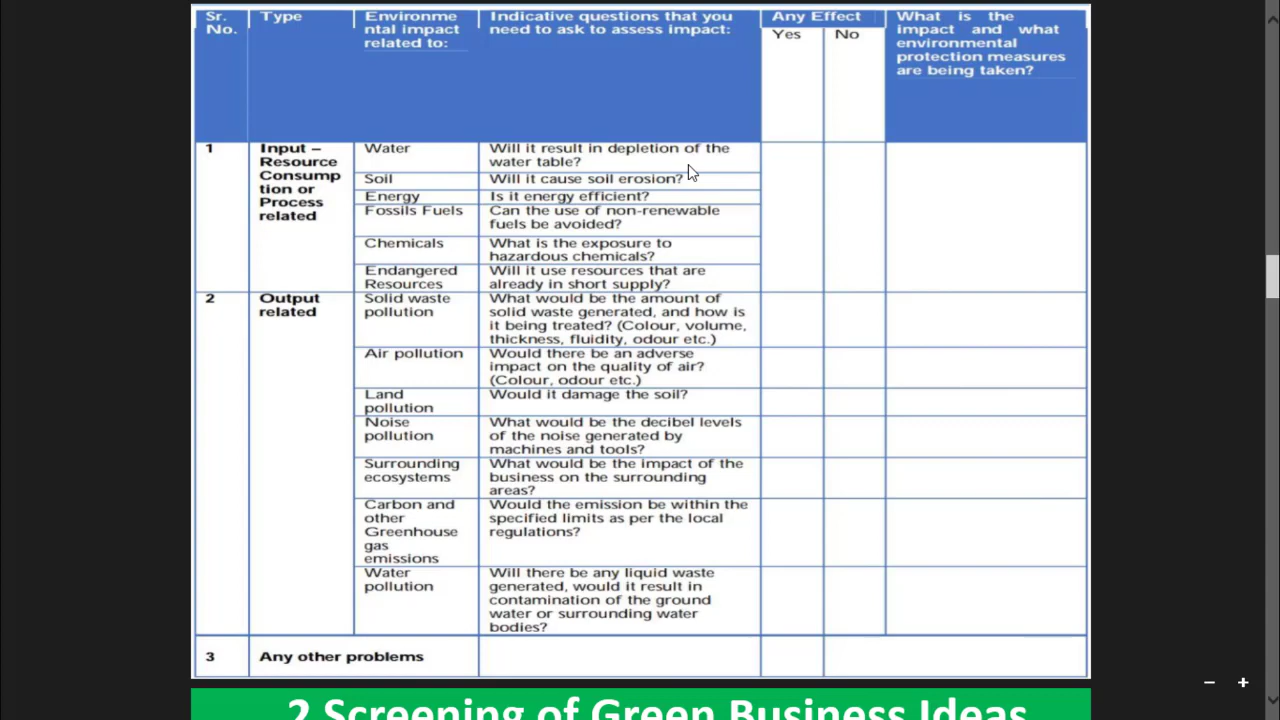 Sr. No.
Type
Environme
ntal impact
related to:
Indicative questions that you
need to ask to assess impact:
Any Effect
Yes
No
What is the
impact and what
environmental
protection measures
are being taken?
1
Input –
Resource
Consump
tion or
Process
related
Water
Will it result in depletion of the
water table?
Soil
Will it cause soil erosion?
Energy
Is it energy efficient?
Fossils Fuels
Can the use of non-renewable
fuels be avoided?
Chemicals
What is the exposure to
hazardous chemicals?
Endangered
Resources
Will it use resources that are
already in short supply?
2
Output
related
Solid waste
pollution
What would be the amount of
solid waste generated, and how is
it being treated? (Colour, volume,
thickness, fluidity, odour etc.)
Air pollution
Would there be an adverse
impact on the quality of air?
(Colour, odour etc.)
Land
pollution
Would it damage the soil?
Noise
pollution
What would be the decibel levels
of the noise generated by
machines and tools?
Surrounding
ecosystems
What would be the impact of the
business on the surrounding
areas?
Carbon and
other
Greenhouse
gas
emissions
Would the emission be within the
specified limits as per the local
regulations?
Water
pollution
Will there be any liquid waste
generated, would it result in
contamination of the ground
water or surrounding water
bodies?
3
Any other problems
2 Screening of Green Business Ideas